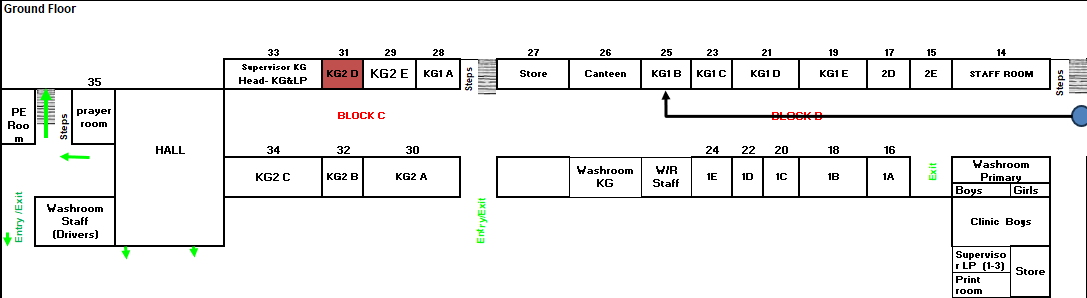 Ground Floor
33 31 29 28 27 26 25 23 21 19 17 15 14
Supervisor KG
Head- KG&LP
KG2 D
KG2 E
KG1 A
Steps
Store
Canteen
KG1 B
KG1 C
KG1 D
KG1 E
2D
2E
STAFF ROOM
Steps
35
PE
Roo
m
Steps
prayer
room
HALL
BLOCK C
BLOCK B
34 32 30 24 22 20 18 16
KG2 C
KG2 B
KG2 A
Washroom
KG
W/R
Staff
1E
1D
1C
1B
1A
Exit
Washroom
Primary
Boys Girls
Entry /Exit
Washroom
Staff
(Drivers)
Entry/Exit
Clinic Boys
Superviso
r LP (1-3)
Print
room
Store